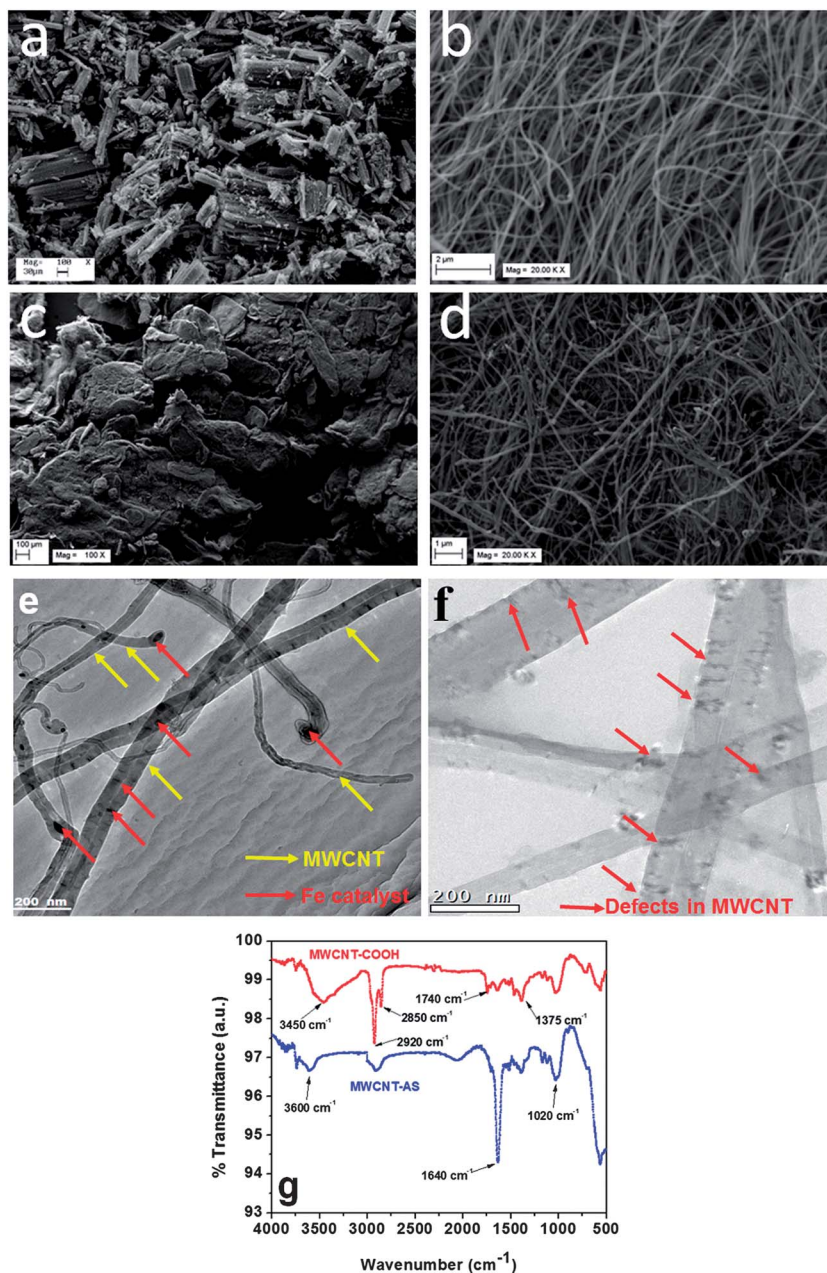 a
Mag= 100 X
30µm
b
2 µm
Mag = 20.00 K X
c
100 µm
Mag = 100 X
d
1 µm
Mag = 20.00 K X
e
MWCNT
Fe catalyst
200 nm
f
200 nm
Defects in MWCNT
100
99
98
97
96
95
94
93
% Transmittance (a.u.)
MWCNT-COOH
3450 cm-1
2920 cm-1
2850 cm-1
1740 cm-1
1375 cm-1
MWCNT-AS
3600 cm-1
1640 cm-1
1020 cm-1
g
4000 3500 3000 2500 2000 1500 1000 500
Wavenumber (cm-1)